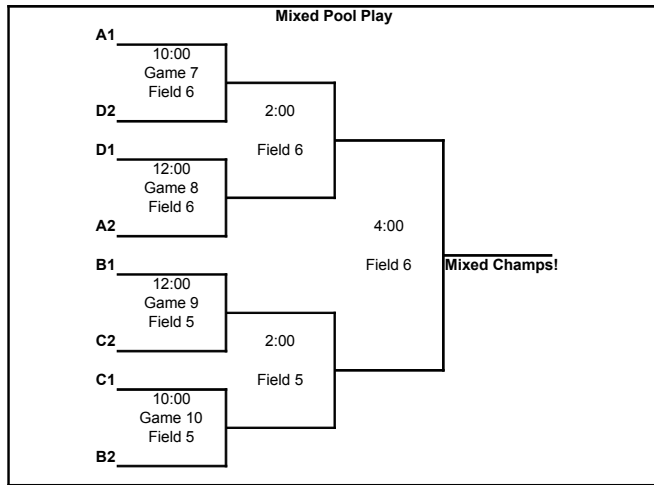 Mixed Pool Play
A1
10:00
Game 7
Field 6
D2
2:00
Field 6
D1
12:00
Game 8
Field 6
A2
4:00
Field 6
Mixed Champs!
B1
12:00
Game 9
Field 5
C2
2:00
Field 5
C1
10:00
Game 10
Field 5
B2